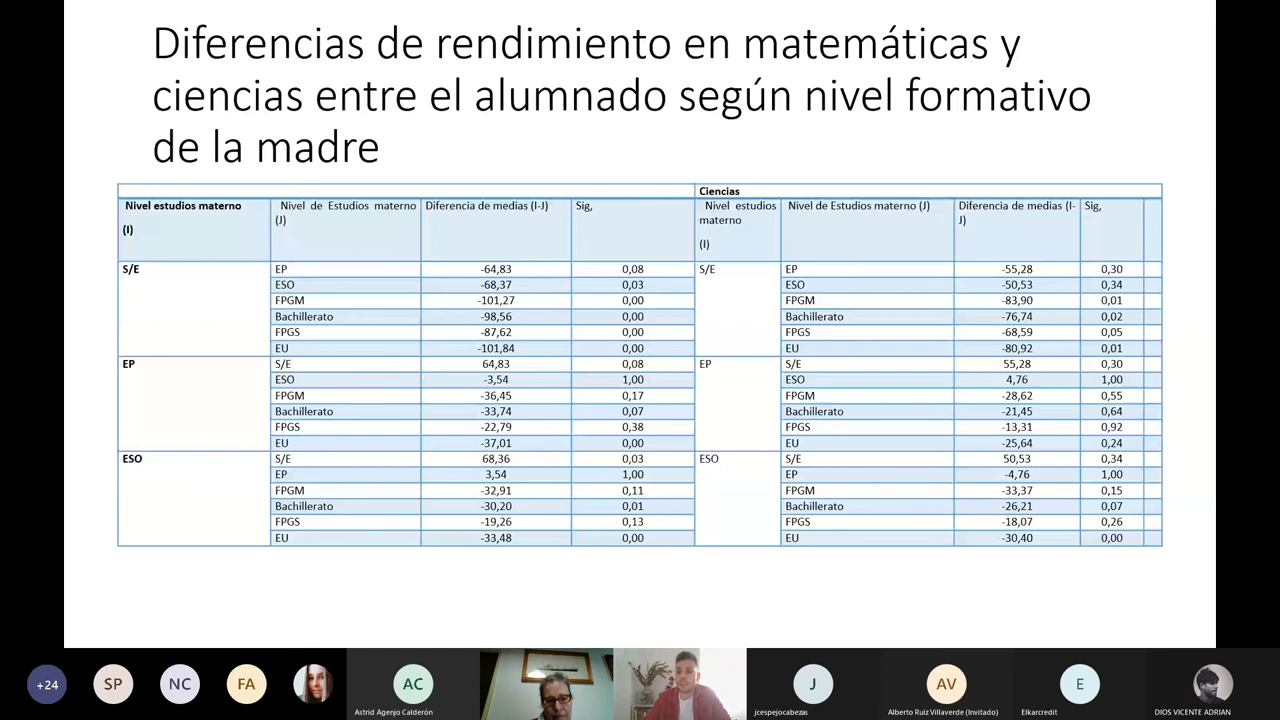 Diferencias de rendimiento en matemáticas y
ciencias entre el alumnado según nivel formativo
de la madre
Ciencias
Nivel estudios materno (I) Nivel de Estudios materno (J) Diferencia de medias (I-J) Sig, Nivel estudios materno (I) Nivel de Estudios materno (J) Diferencia de medias (I-J) Sig,
S/E EP -64,83 0,08 S/E EP -55,28 0,30
ESO -68,37 0,03 ESO -50,53 0,34
FPGM -101,27 0,00 FPGM -83,90 0,01
Bachillerato -98,56 0,00 Bachillerato -76,74 0,02
FPGS -87,62 0,00 FPGS -68,59 0,05
EU -101,84 0,00 EU -80,92 0,01
EP S/E 64,83 0,08 EP S/E 55,28 0,30
ESO -3,54 1,00 ESO 4,76 1,00
FPGM -36,45 0,17 FPGM -28,62 0,55
Bachillerato -33,74 0,07 Bachillerato -21,45 0,64
FPGS -22,79 0,38 FPGS -13,31 0,92
EU -37,01 0,00 EU -25,64 0,24
ESO S/E 68,36 0,03 ESO S/E 50,53 0,34
EP 3,54 1,00 EP -4,76 1,00
FPGM -32,91 0,11 FPGM -33,37 0,15
Bachillerato -30,20 0,01 Bachillerato -26,21 0,07
FPGS -19,26 0,13 FPGS -18,07 0,26
EU -33,48 0,00 EU -30,40 0,00
+24 SP NC FA AC J AV E
Astrid Agenjo Calderón jcespejocabezas Alberto Ruiz Villaverde (Invitado) Elkarcredit DIOS VICENTE ADRIAN